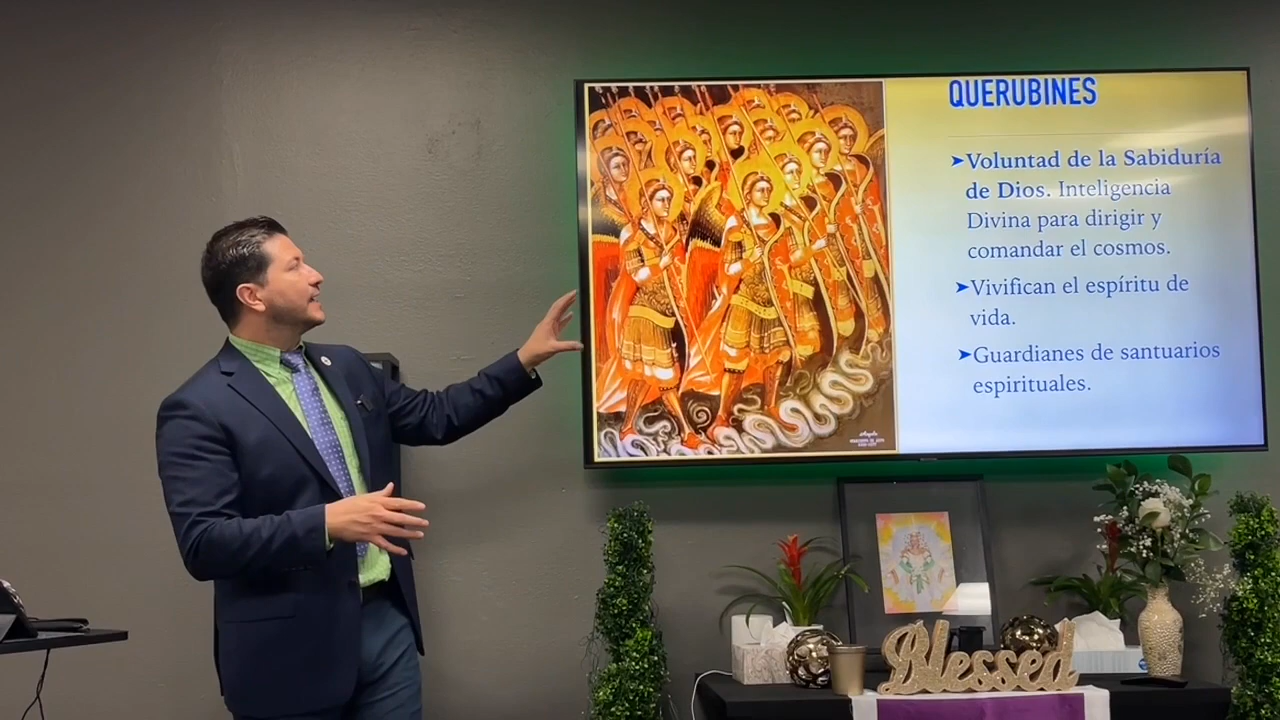 QUERUBINES
➤Voluntad de la Sabiduría
de Dios. Inteligencia
Divina para dirigir y
comandar el cosmos.
➤Vivifican el espíritu de
vida.
➤Guardianes de santuarios
espirituales.
Blessed